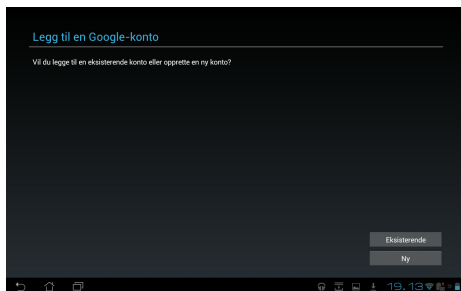 Legg til en Google-konto
Vil du legge til en eksisterende konto eller opprette en ny konto?
Eksisterende
Ny
19.13